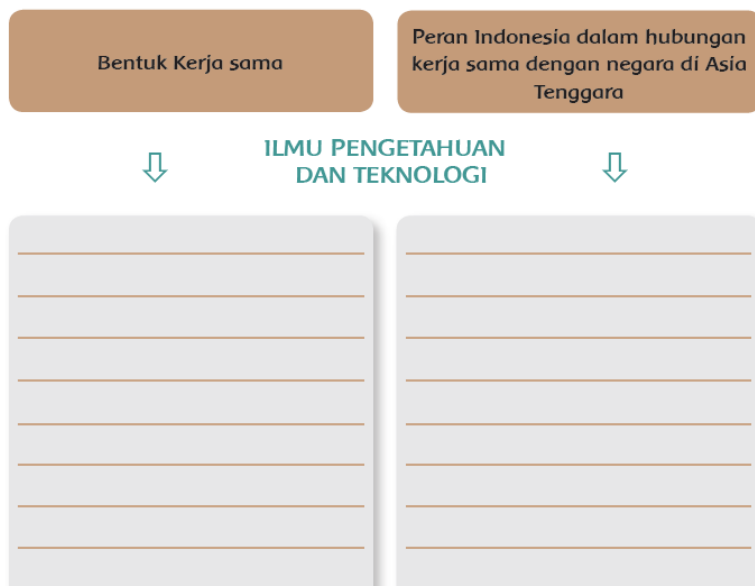 Bentuk Kerja sama
Peran Indonesia dalam hubungan
kerja sama dengan negara di Asia
Tenggara
ILMU PENGETAHUAN
DAN TEKNOLOGI